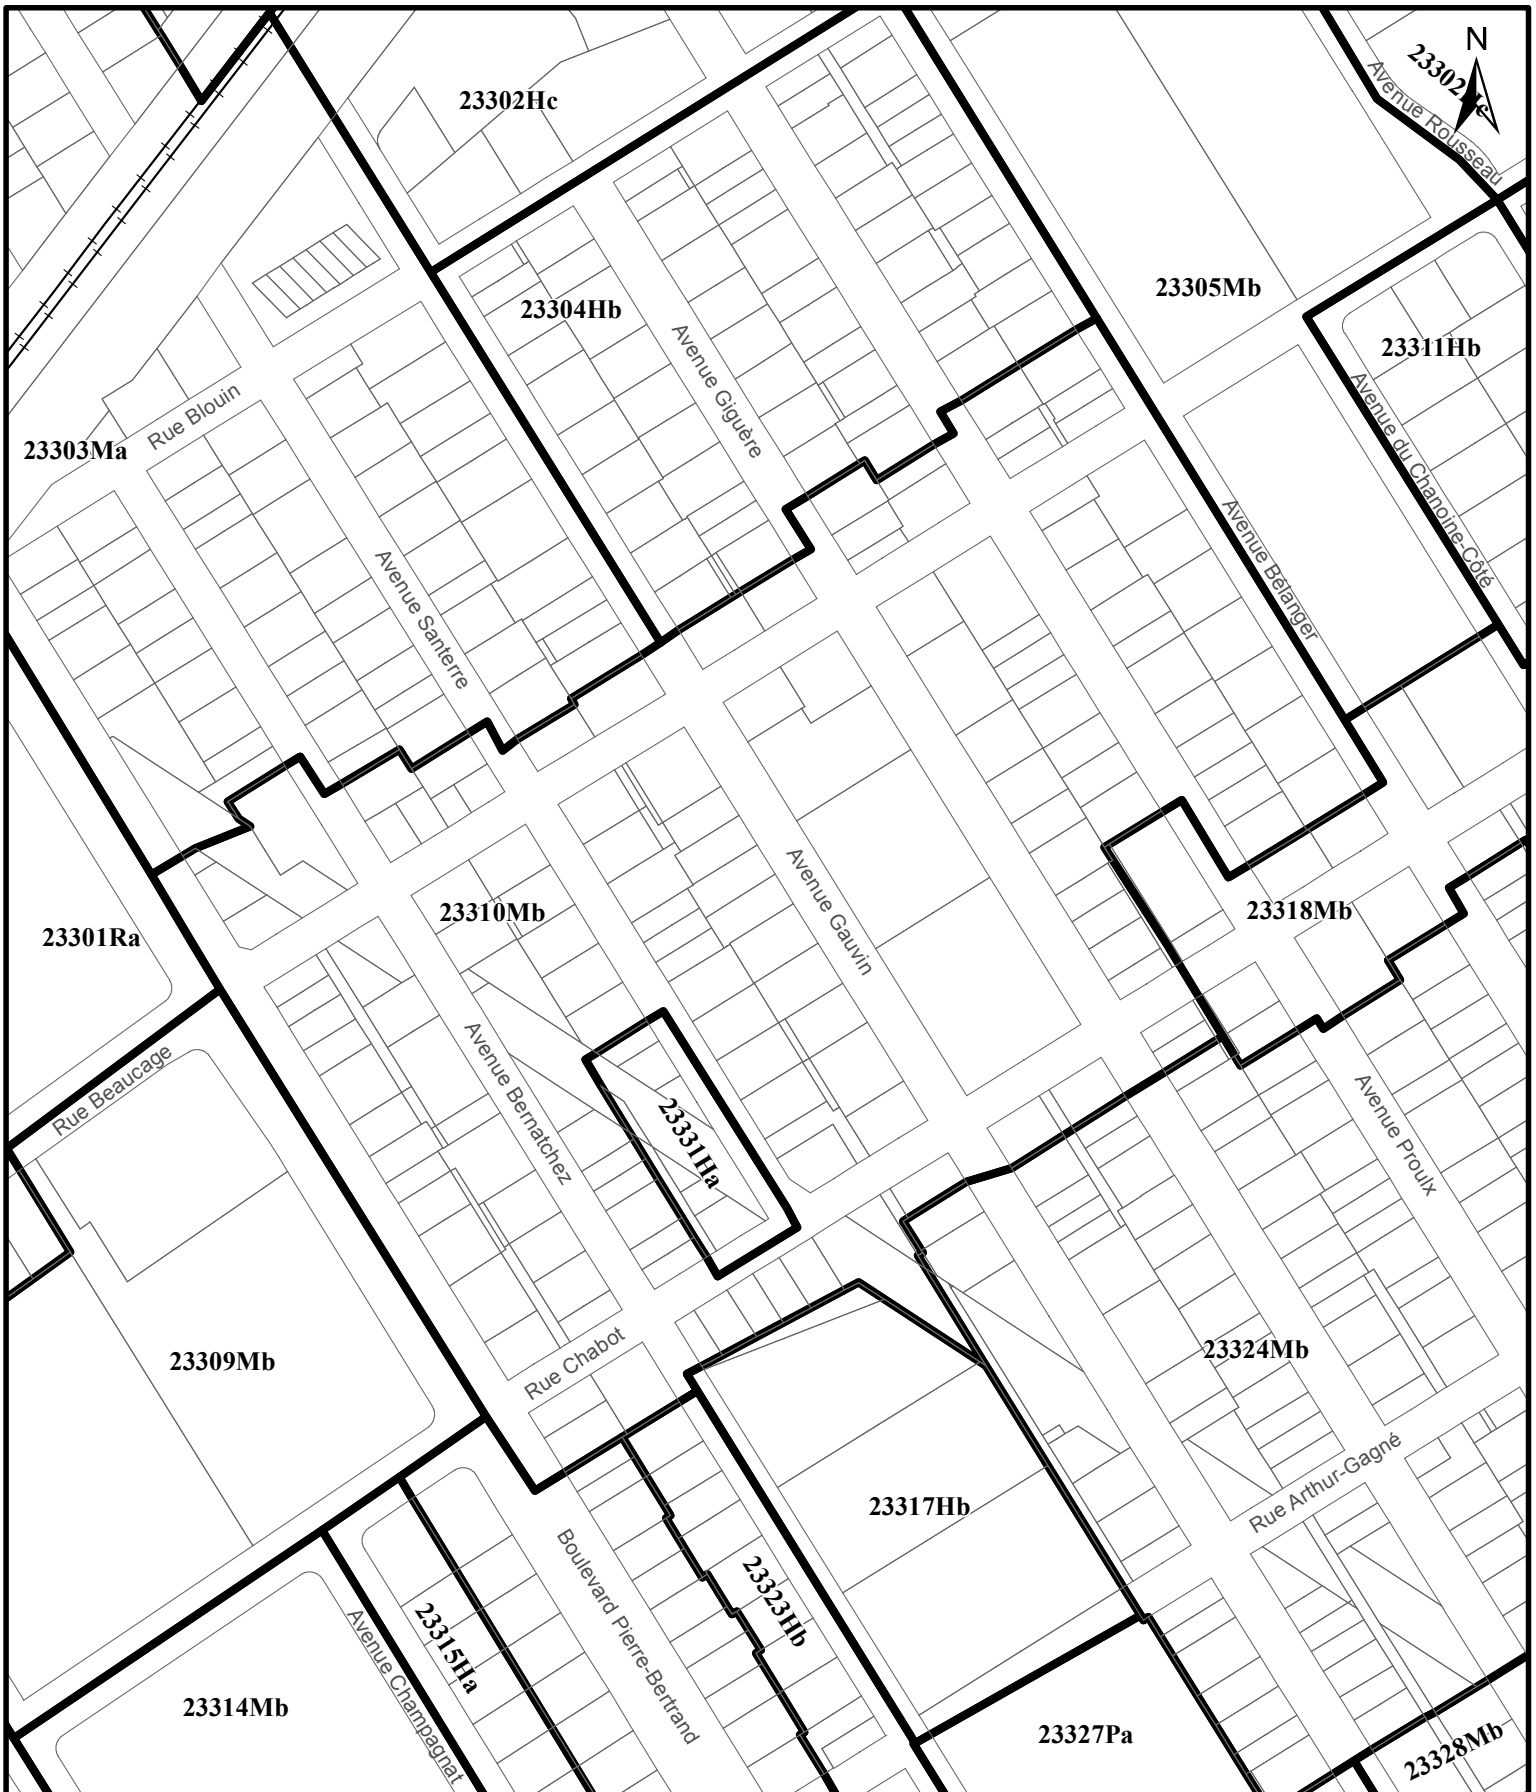 N
23302Hc
23302Hc
Avenue Rousseau
23305Mb
23304Hb
23311Hb
Avenue Giguère
Rue Blouin
23303Ma
Avenue du Chanoine-Côté
Avenue Bélanger
Avenue Santerre
23310Mb
Avenue Gauvin
23318Mb
23301Ra
Rue Beaucage
Avenue Bernatchez
23331Ha
Avenue Proulx
23309Mb
Rue Chabot
23324Mb
Rue Arthur-Gagné
23317Hb
Boulevard Pierre-Bertrand
23323Hb
23315Ha
Avenue Champagnat
23314Mb
23327Pa
23328Mb